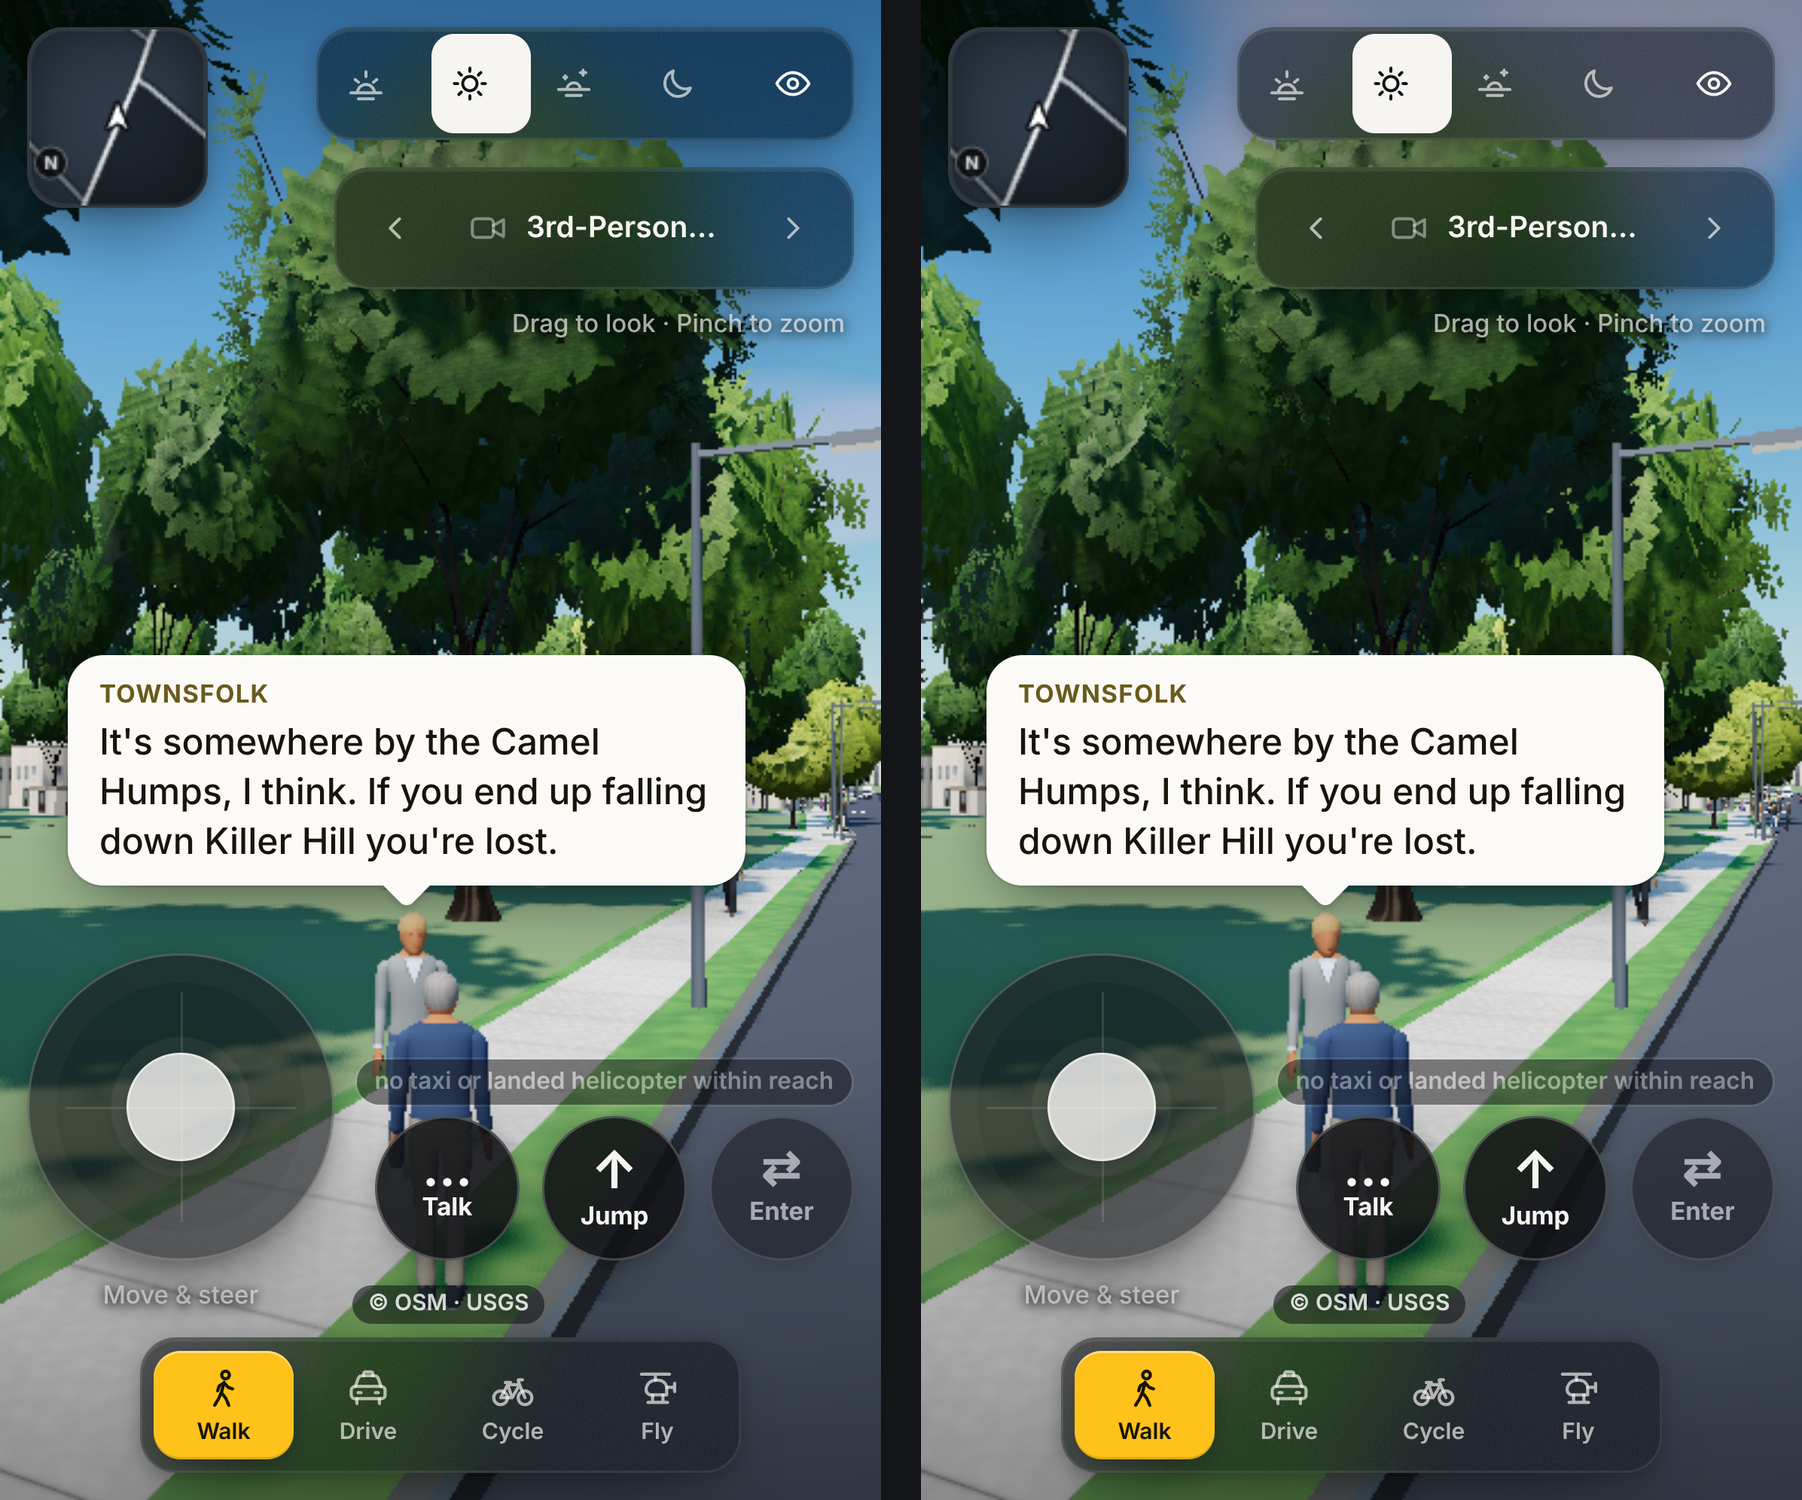 N
3rd-Person...
Drag to look · Pinch to zoom
TOWNSFOLK
It's somewhere by the Camel
Humps, I think. If you end up falling
down Killer Hill you're lost.
no taxi or landed helicopter within reach
Talk
Jump
Enter
Move & steer
© OSM · USGS
Walk
Drive
Cycle
Fly
N
3rd-Person...
Drag to look · Pinch to zoom
TOWNSFOLK
It's somewhere by the Camel
Humps, I think. If you end up falling
down Killer Hill you're lost.
no taxi or landed helicopter within reach
Talk
Jump
Enter
Move & steer
© OSM · USGS
Walk
Drive
Cycle
Fly